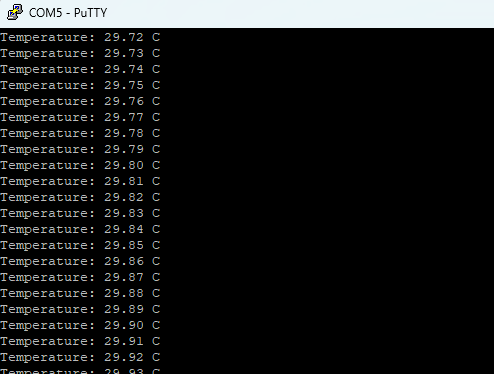 COM5 - PuTTY
Temperature: 29.72 C
Temperature: 29.73 C
Temperature: 29.74 C
Temperature: 29.75 C
Temperature: 29.76 C
Temperature: 29.77 C
Temperature: 29.78 C
Temperature: 29.79 C
Temperature: 29.80 C
Temperature: 29.81 C
Temperature: 29.82 C
Temperature: 29.83 C
Temperature: 29.84 C
Temperature: 29.85 C
Temperature: 29.86 C
Temperature: 29.87 C
Temperature: 29.88 C
Temperature: 29.89 C
Temperature: 29.90 C
Temperature: 29.91 C
Temperature: 29.92 C
Temperature: 29.93 C